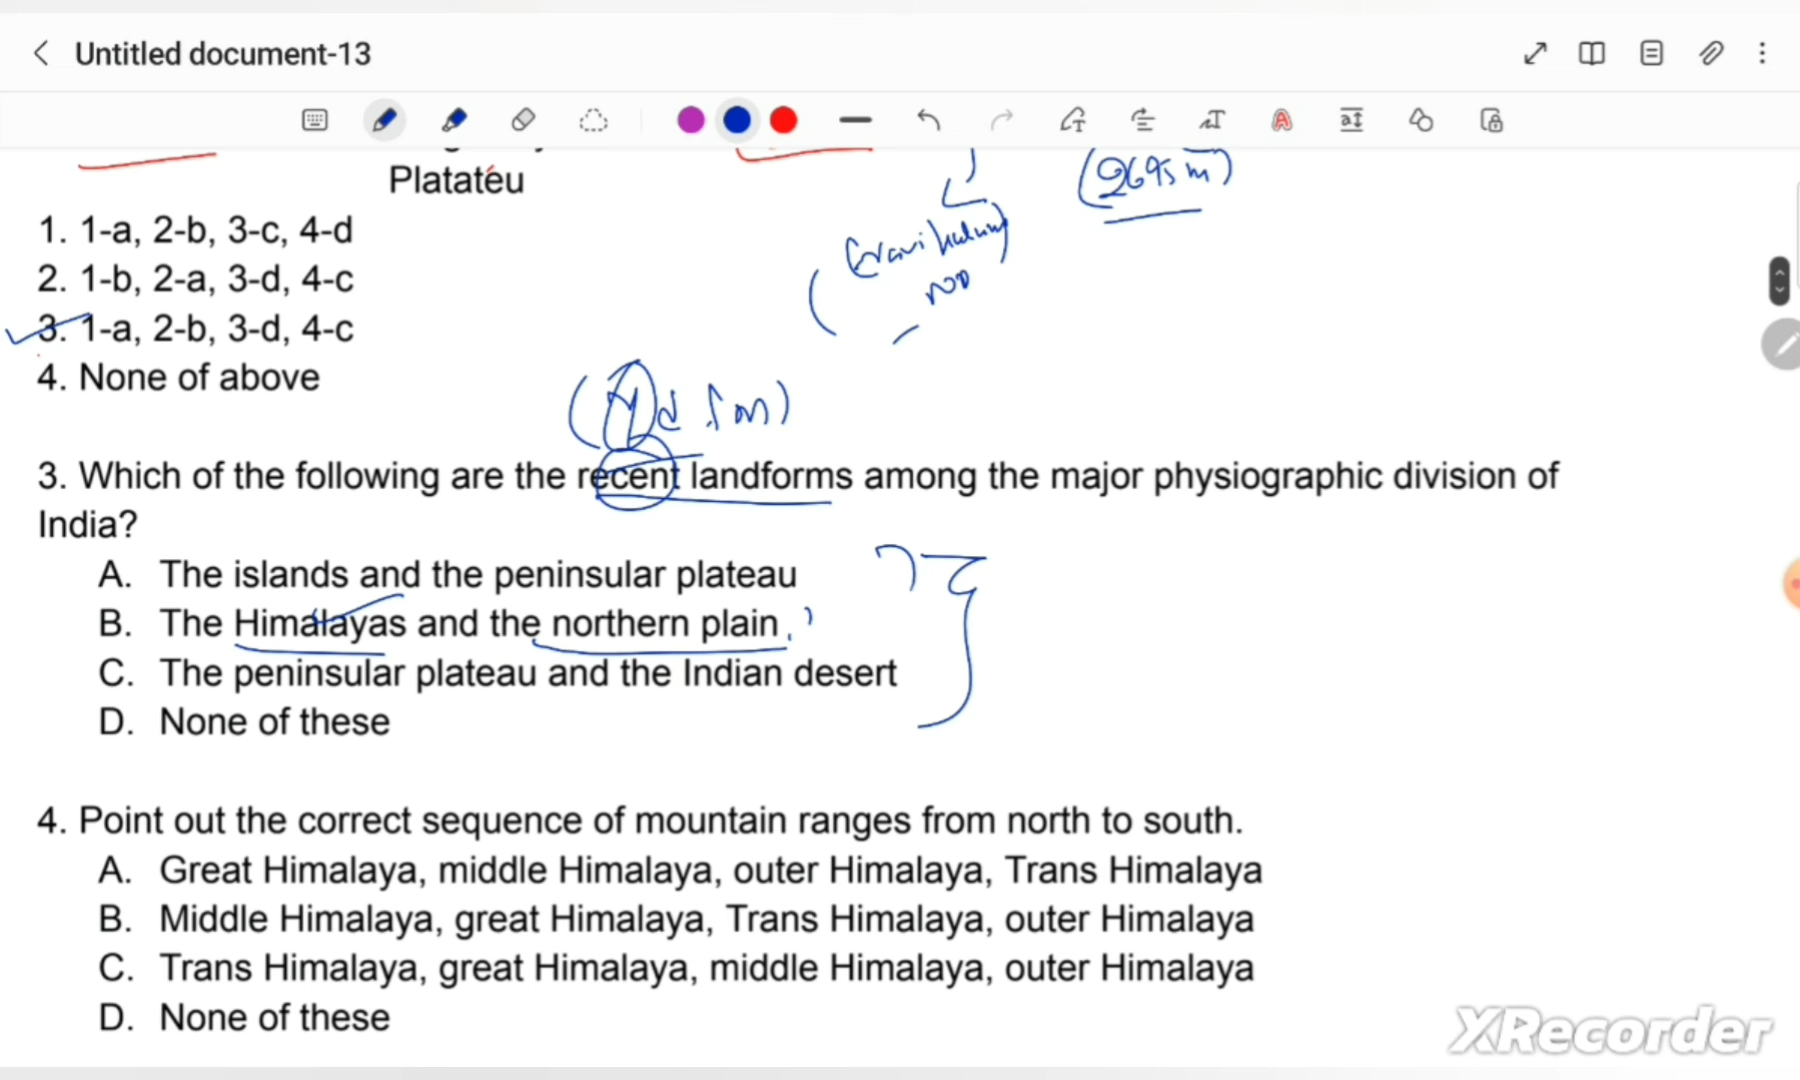 Untitled document-13
Platatéu
(2695 m)
1. 1-a, 2-b, 3-c, 4-d
2. 1-b, 2-a, 3-d, 4-c
3. 1-a, 2-b, 3-d, 4-c
4. None of above
3. Which of the following are the recent landforms among the major physiographic division of
India?
A. The islands and the peninsular plateau
B. The Himalayas and the northern plain.
C. The peninsular plateau and the Indian desert
D. None of these
4. Point out the correct sequence of mountain ranges from north to south.
A. Great Himalaya, middle Himalaya, outer Himalaya, Trans Himalaya
B. Middle Himalaya, great Himalaya, Trans Himalaya, outer Himalaya
C. Trans Himalaya, great Himalaya, middle Himalaya, outer Himalaya
D. None of these
XRecorder